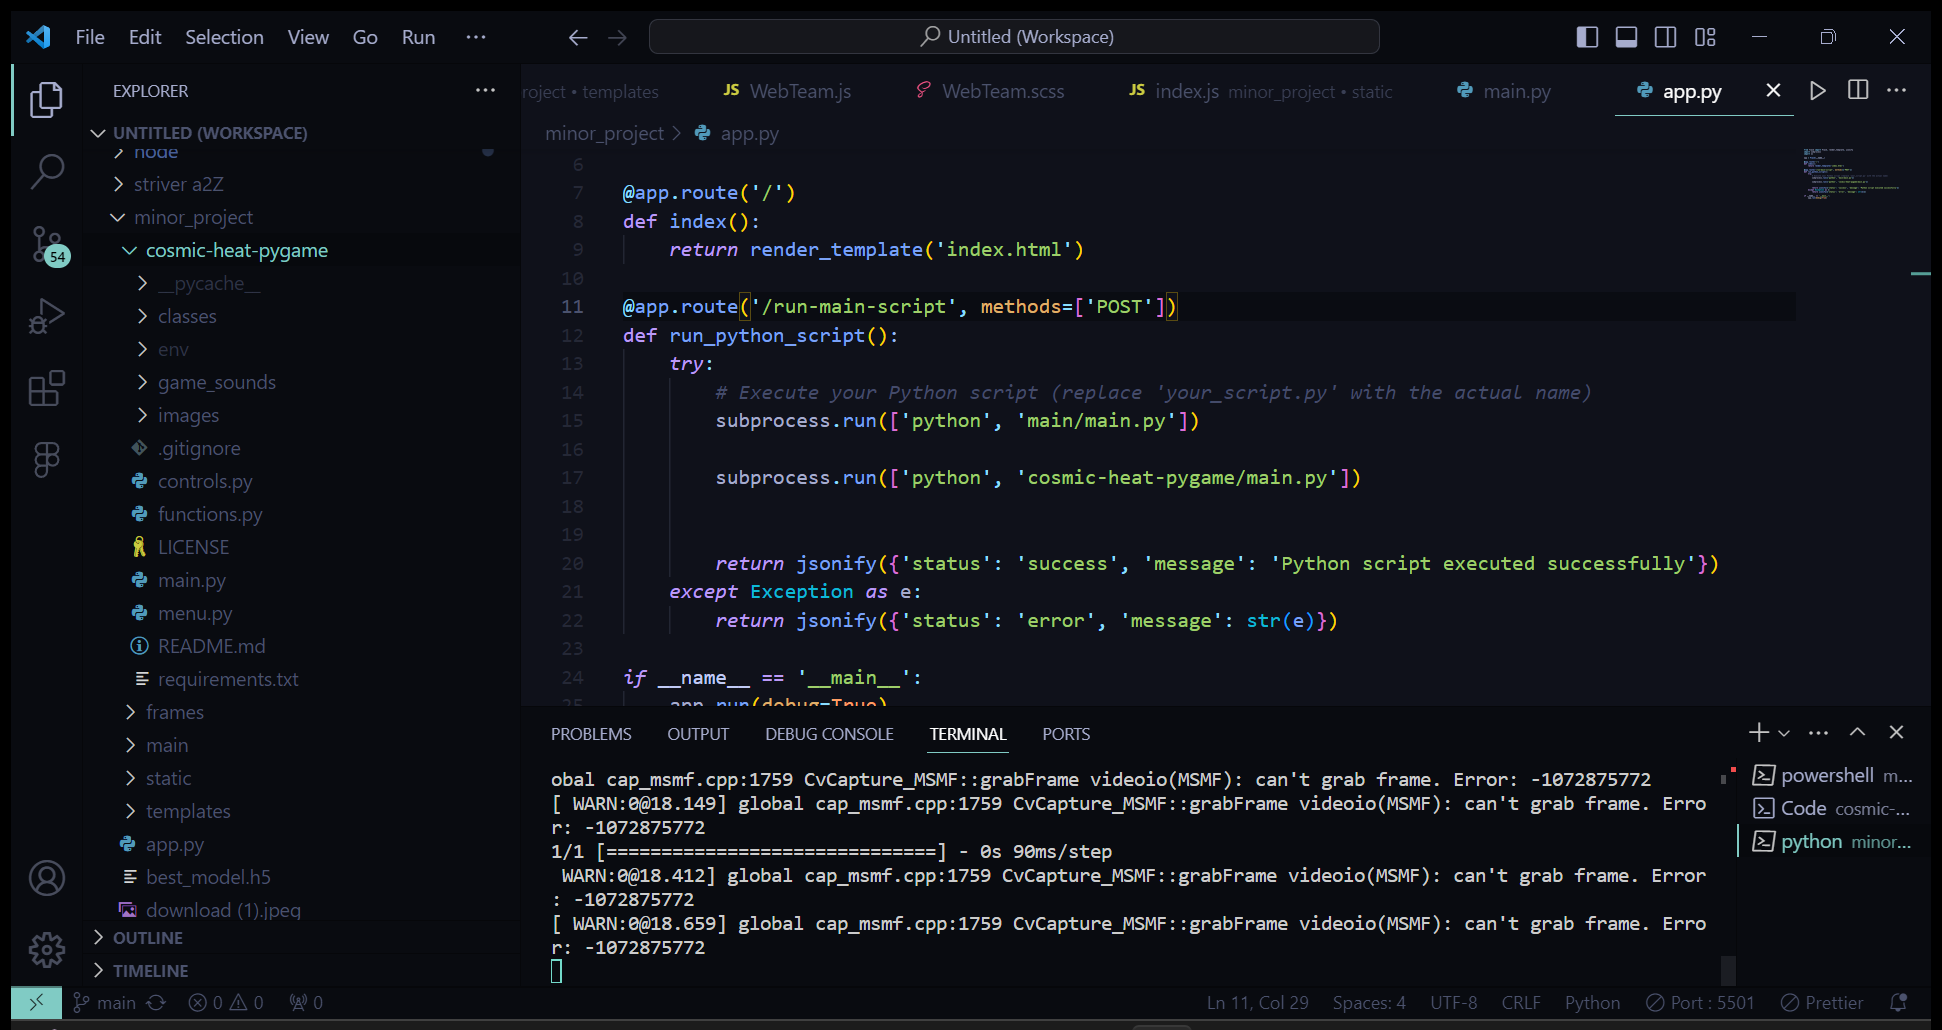 File Edit Selection View Go Run ···
Untitled (Workspace)
EXPLORER ···
UNTITLED (WORKSPACE)
node
striver a2Z
minor_project
cosmic-heat-pygame
__pycache__
classes
env
game_sounds
images
.gitignore
controls.py
functions.py
LICENSE
main.py
menu.py
README.md
requirements.txt
frames
main
static
templates
app.py
best_model.h5
download (1).jpeg
OUTLINE
TIMELINE
54
roject • templates
JS WebTeam.js
WebTeam.scss
JS index.js minor_project • static
main.py
app.py
minor_project > app.py
6
7 @app.route('/')
8 def index():
9 return render_template('index.html')
10
11 @app.route('/run-main-script', methods=['POST'])
12 def run_python_script():
13 try:
14 # Execute your Python script (replace 'your_script.py' with the actual name)
15 subprocess.run(['python', 'main/main.py'])
16
17 subprocess.run(['python', 'cosmic-heat-pygame/main.py'])
18
19
20 return jsonify({'status': 'success', 'message': 'Python script executed successfully'})
21 except Exception as e:
22 return jsonify({'status': 'error', 'message': str(e)})
23
24 if __name__ == '__main__':
25 app.run(debug=True)
PROBLEMS OUTPUT DEBUG CONSOLE TERMINAL PORTS
obal cap_msmf.cpp:1759 CvCapture_MSMF::grabFrame videoio(MSMF): can't grab frame. Error: -1072875772
[ WARN:0@18.149] global cap_msmf.cpp:1759 CvCapture_MSMF::grabFrame videoio(MSMF): can't grab frame. Erro
r: -1072875772
1/1 [==============================] - 0s 90ms/step
WARN:0@18.412] global cap_msmf.cpp:1759 CvCapture_MSMF::grabFrame videoio(MSMF): can't grab frame. Error
: -1072875772
[ WARN:0@18.659] global cap_msmf.cpp:1759 CvCapture_MSMF::grabFrame videoio(MSMF): can't grab frame. Erro
r: -1072875772
powershell m...
Code cosmic-...
python minor...
main 0 0 0
Ln 11, Col 29 Spaces: 4 UTF-8 CRLF Python Port : 5501 Prettier